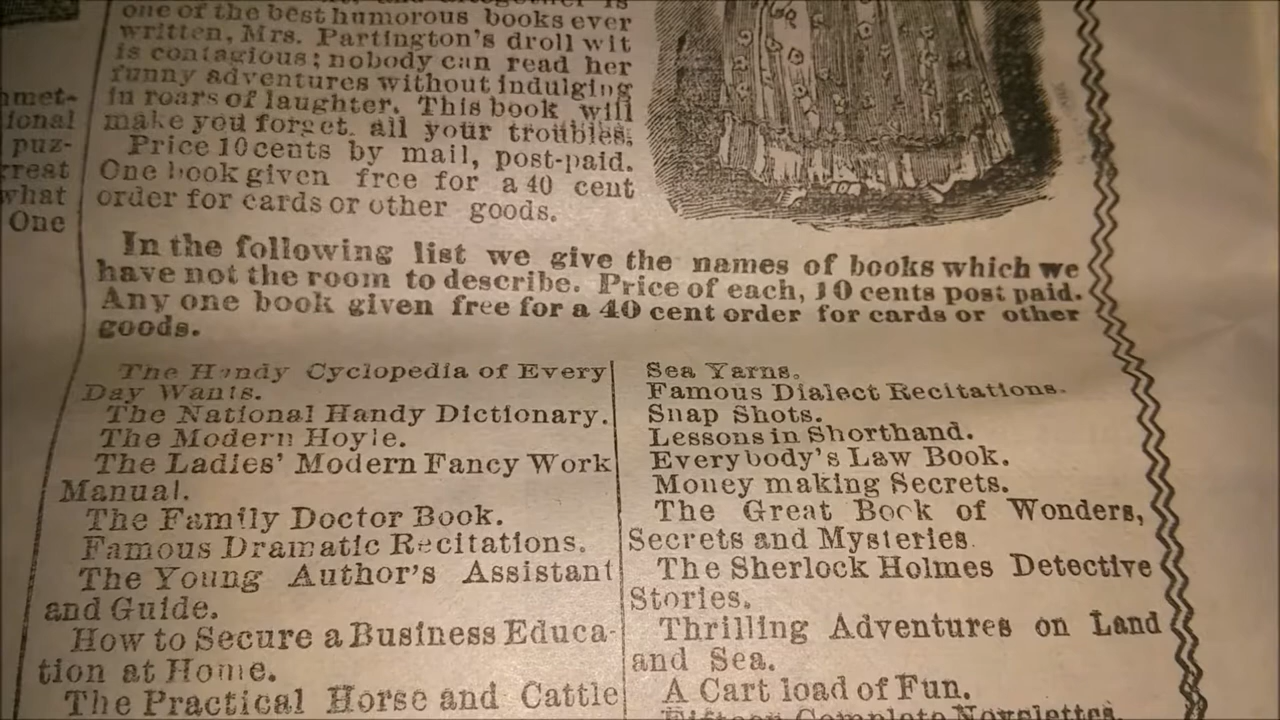 one of the best humorous books ever
written, Mrs. Partington's droll wit
is contagious; nobody can read her
funny adventures without indulging
in roars of laughter. This book will
make you forget all your troubles.
Price 10 cents by mail, post-paid.
One book given free for a 40 cent
order for cards or other goods.
hmet-
ional
puz-
rrest
what
One
In the following list we give the names of books which we
have not the room to describe. Price of each, 10 cents post paid.
Any one book given free for a 40 cent order for cards or other
goods.
The Handy Cyclopedia of Every
Day Wants.
The National Handy Dictionary.
The Modern Hoyle.
The Ladies' Modern Fancy Work
Manual.
The Family Doctor Book.
Famous Dramatic Recitations.
The Young Author's Assistant
and Guide.
How to Secure a Business Educa-
tion at Home.
The Practical Horse and Cattle
Sea Yarns.
Famous Dialect Recitations.
Snap Shots.
Lessons in Shorthand.
Everybody's Law Book.
Money making Secrets.
The Great Book of Wonders,
Secrets and Mysteries.
The Sherlock Holmes Detective
Stories.
Thrilling Adventures on Land
and Sea.
A Cart load of Fun.
Fifteen Complete Novelettes.